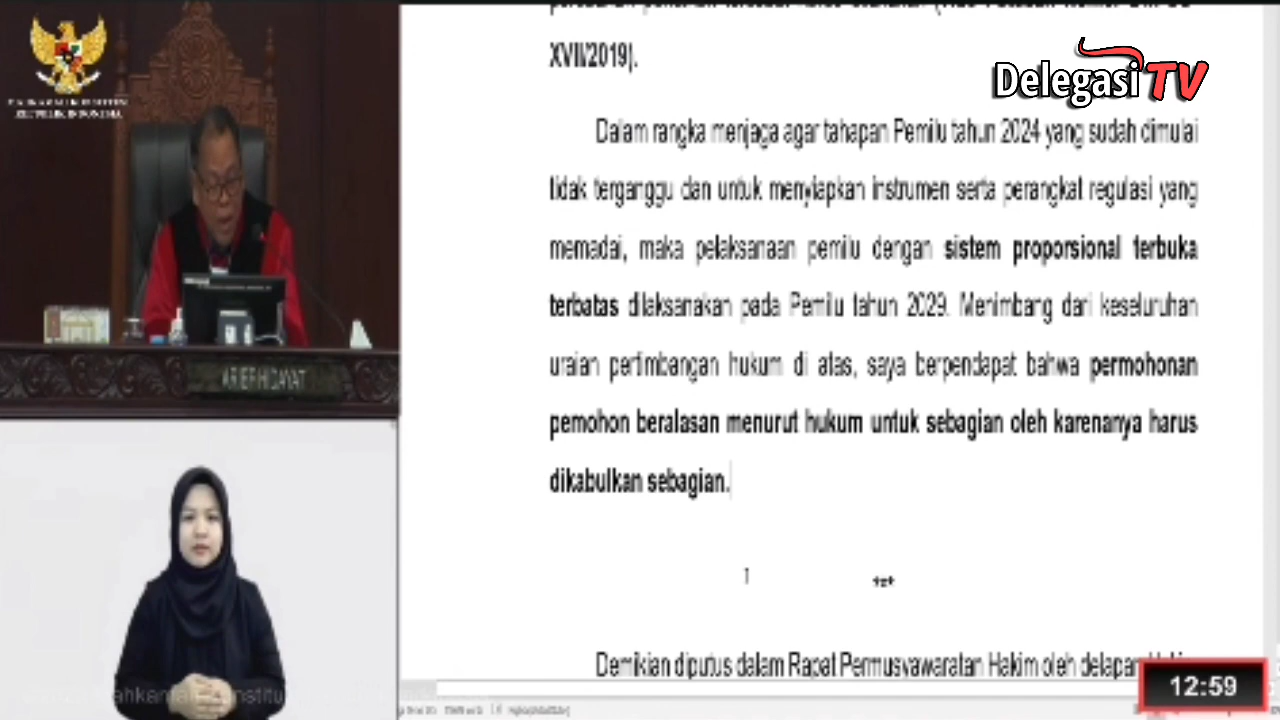 XVII/2019).
Dalam rangka menjaga agar tahapan Pemilu tahun 2024 yang sudah dimulai
tidak terganggu dan untuk menyiapkan instrumen serta perangkat regulasi yang
memadai, maka pelaksanaan pemilu dengan sistem proporsional terbuka
terbatas dilaksanakan pada Pemilu tahun 2029. Menimbang dari keseluruhan
uraian pertimbangan hukum di atas, saya berpendapat bahwa permohonan
pemohon beralasan menurut hukum untuk sebagian oleh karenanya harus
dikabulkan sebagian.
***
Demikian diputus dalam Rapat Permusyawaratan Hakim oleh delapan
Delegasi TV
REPUBLIK INDONESIA
ARIEF HIDAYAT
12:59